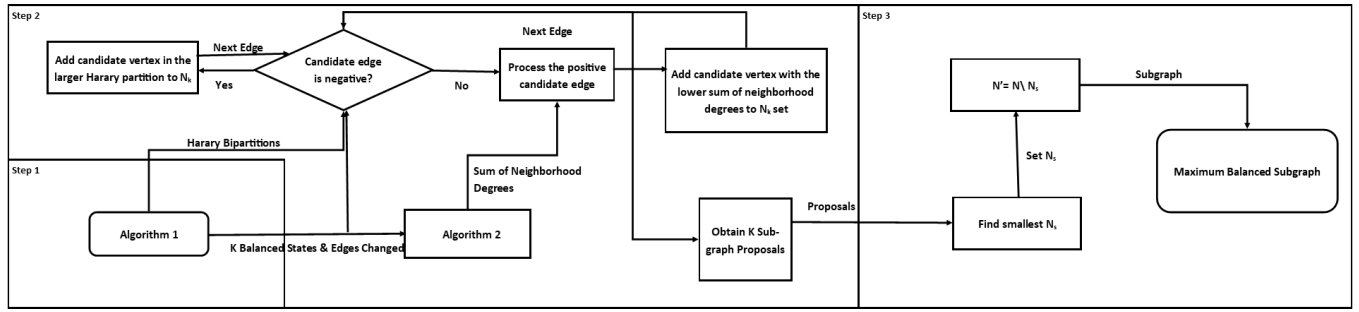 Step 2
Add candidate vertex in the
larger Harary partition to Nk
Next Edge
Yes
Candidate edge
is negative?
No
Next Edge
Process the positive
candidate edge
Add candidate vertex with the
lower sum of neighborhood
degrees to Nk set
Harary Bipartitions
Sum of Neighborhood
Degrees
Step 1
Algorithm 1
K Balanced States & Edges Changed
Algorithm 2
Obtain K Sub-
graph Proposals
Proposals
Step 3
N'= N\ Ns
Subgraph
Set Ns
Find smallest Ns
Maximum Balanced Subgraph